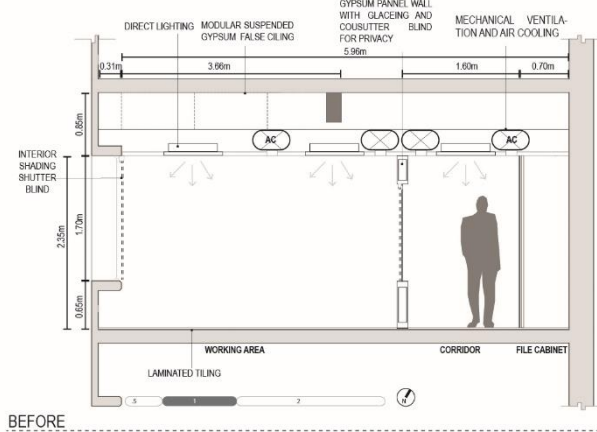 GYPSUM PANNEL WALL
WITH GLACEING AND
COUSUTTER BLIND
FOR PRIVACY
DIRECT LIGHTING
MODULAR SUSPENDED
GYPSUM FALSE CILING
MECHANICAL VENTILA-
TION AND AIR COOLING
5.96m
0.31m
3.66m
1.60m
0.70m
0.85m
AC
AC
INTERIOR
SHADING
SHUTTER
BLIND
2.35m
1.70m
0.65m
WORKING AREA
CORRIDOR
FILE CABINET
LAMINATED TILING
.5
1
2
N
BEFORE